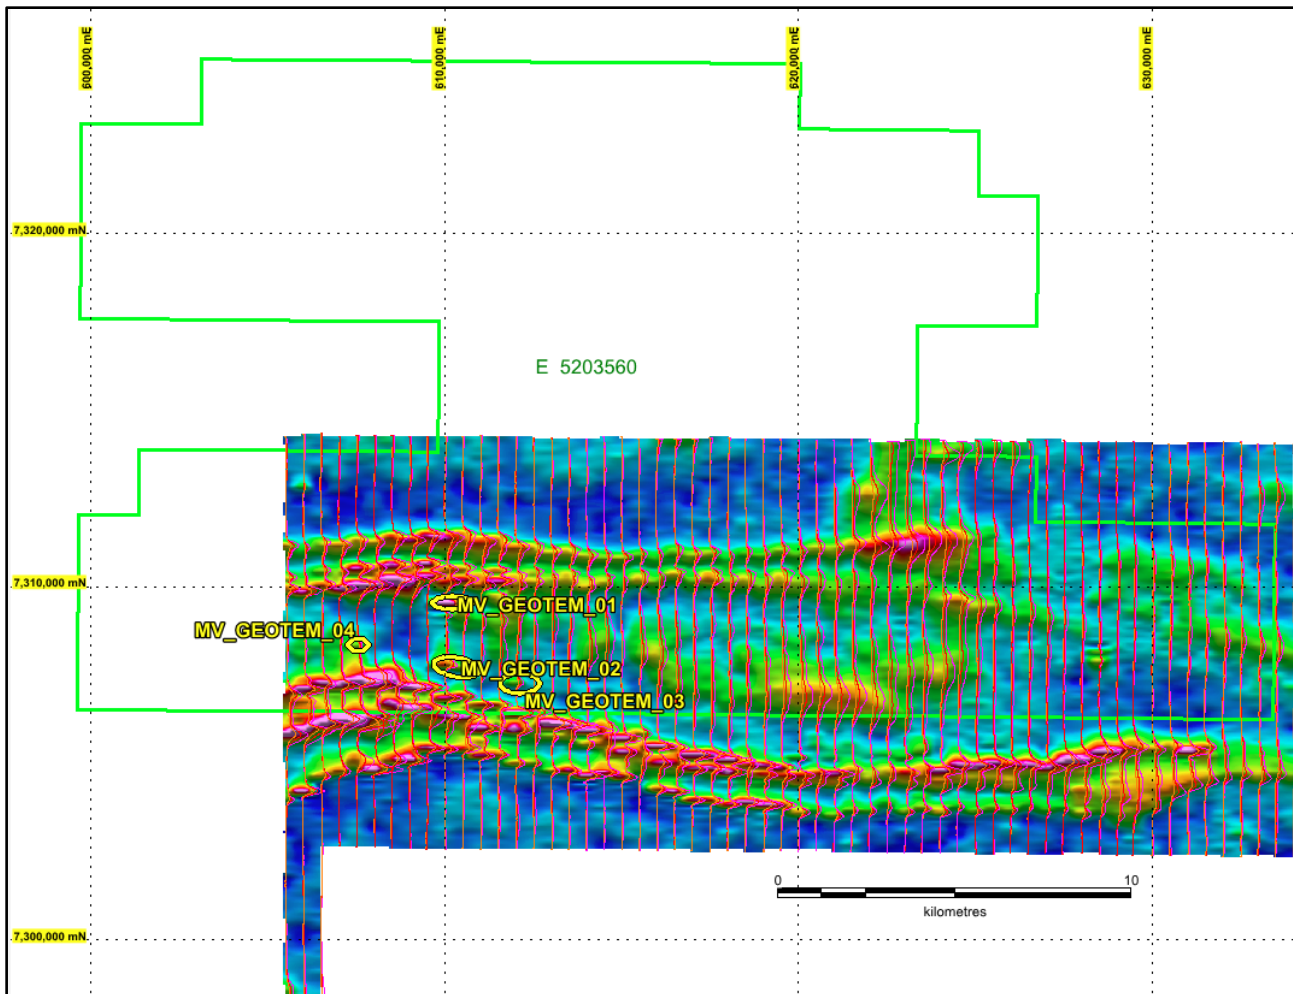 600,000 mE
610,000 mE
620,000 mE
630,000 mE
7,320,000 mN
E 5203560
7,310,000 mN
MV_GEOTEM_01
MV_GEOTEM_04
MV_GEOTEM_02
MV_GEOTEM_03
0 10
kilometres
7,300,000 mN